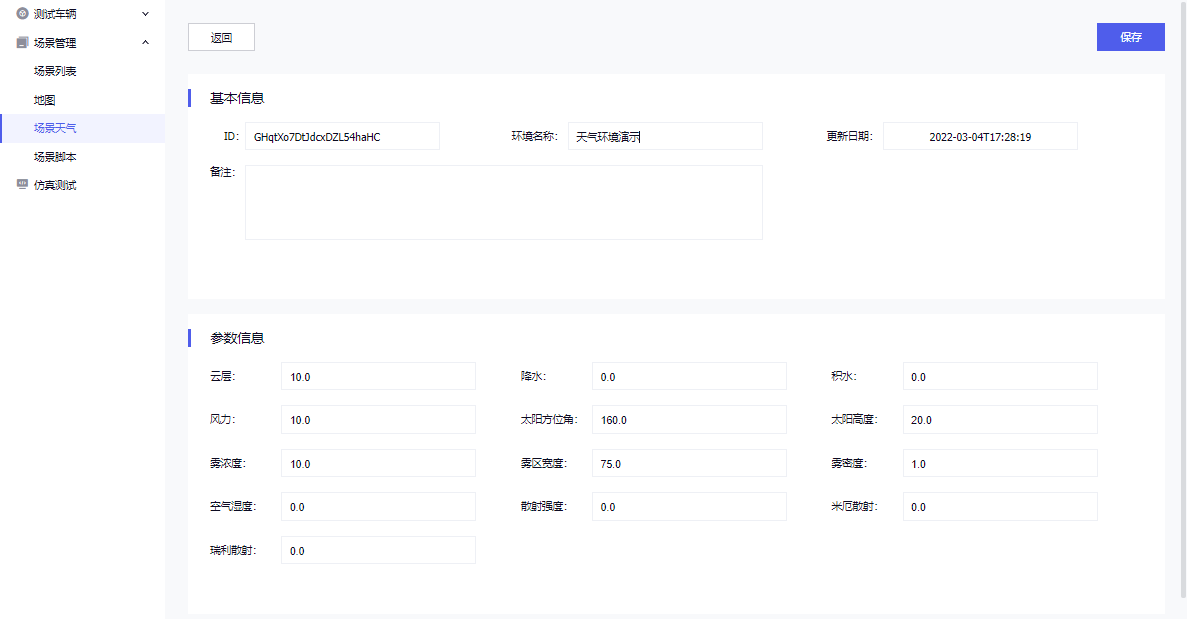 测试车辆
场景管理
场景列表
地图
场景天气
场景脚本
仿真测试
返回
保存
基本信息
ID: GHqtXo7DtJdcxDZL54haHC 环境名称: 天气环境演示 更新日期: 2022-03-04T17:28:19
备注:
参数信息
云层: 10.0 降水: 0.0 积水: 0.0
风力: 10.0 太阳方位角: 160.0 太阳高度: 20.0
雾浓度: 10.0 雾区宽度: 75.0 雾密度: 1.0
空气湿度: 0.0 散射强度: 0.0 米氏散射: 0.0
瑞利散射: 0.0